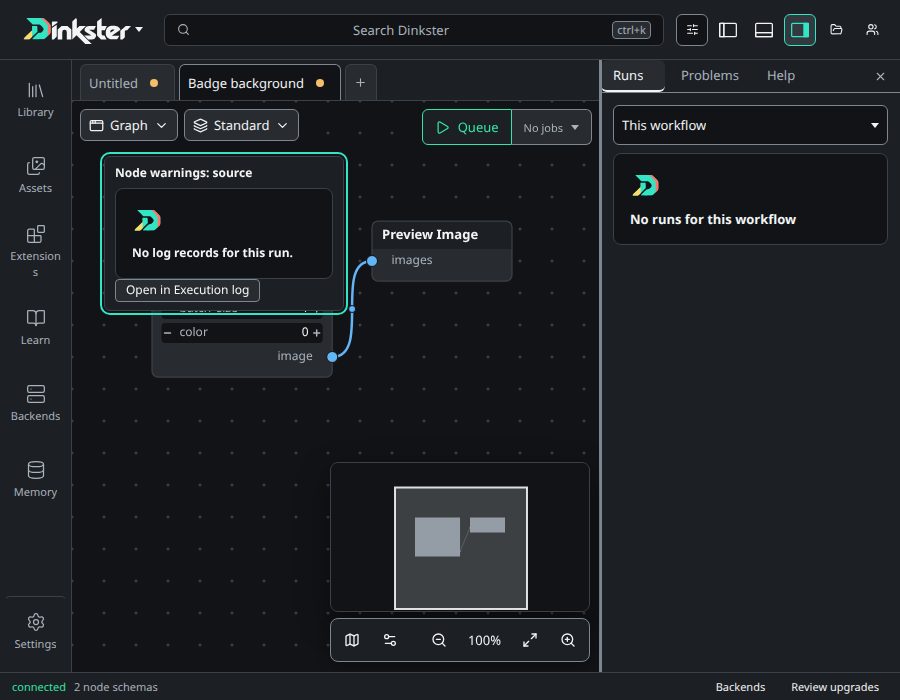 Dinkster
Search Dinkster
ctrl+k
Library
Assets
Extension
s
Learn
Backends
Memory
Settings
Untitled
Badge background
Graph
Standard
Queue
No jobs
Node warnings: source
No log records for this run.
Open in Execution log
color
0
image
Preview Image
images
100%
Runs
Problems
Help
This workflow
No runs for this workflow
connected
2 node schemas
Backends
Review upgrades